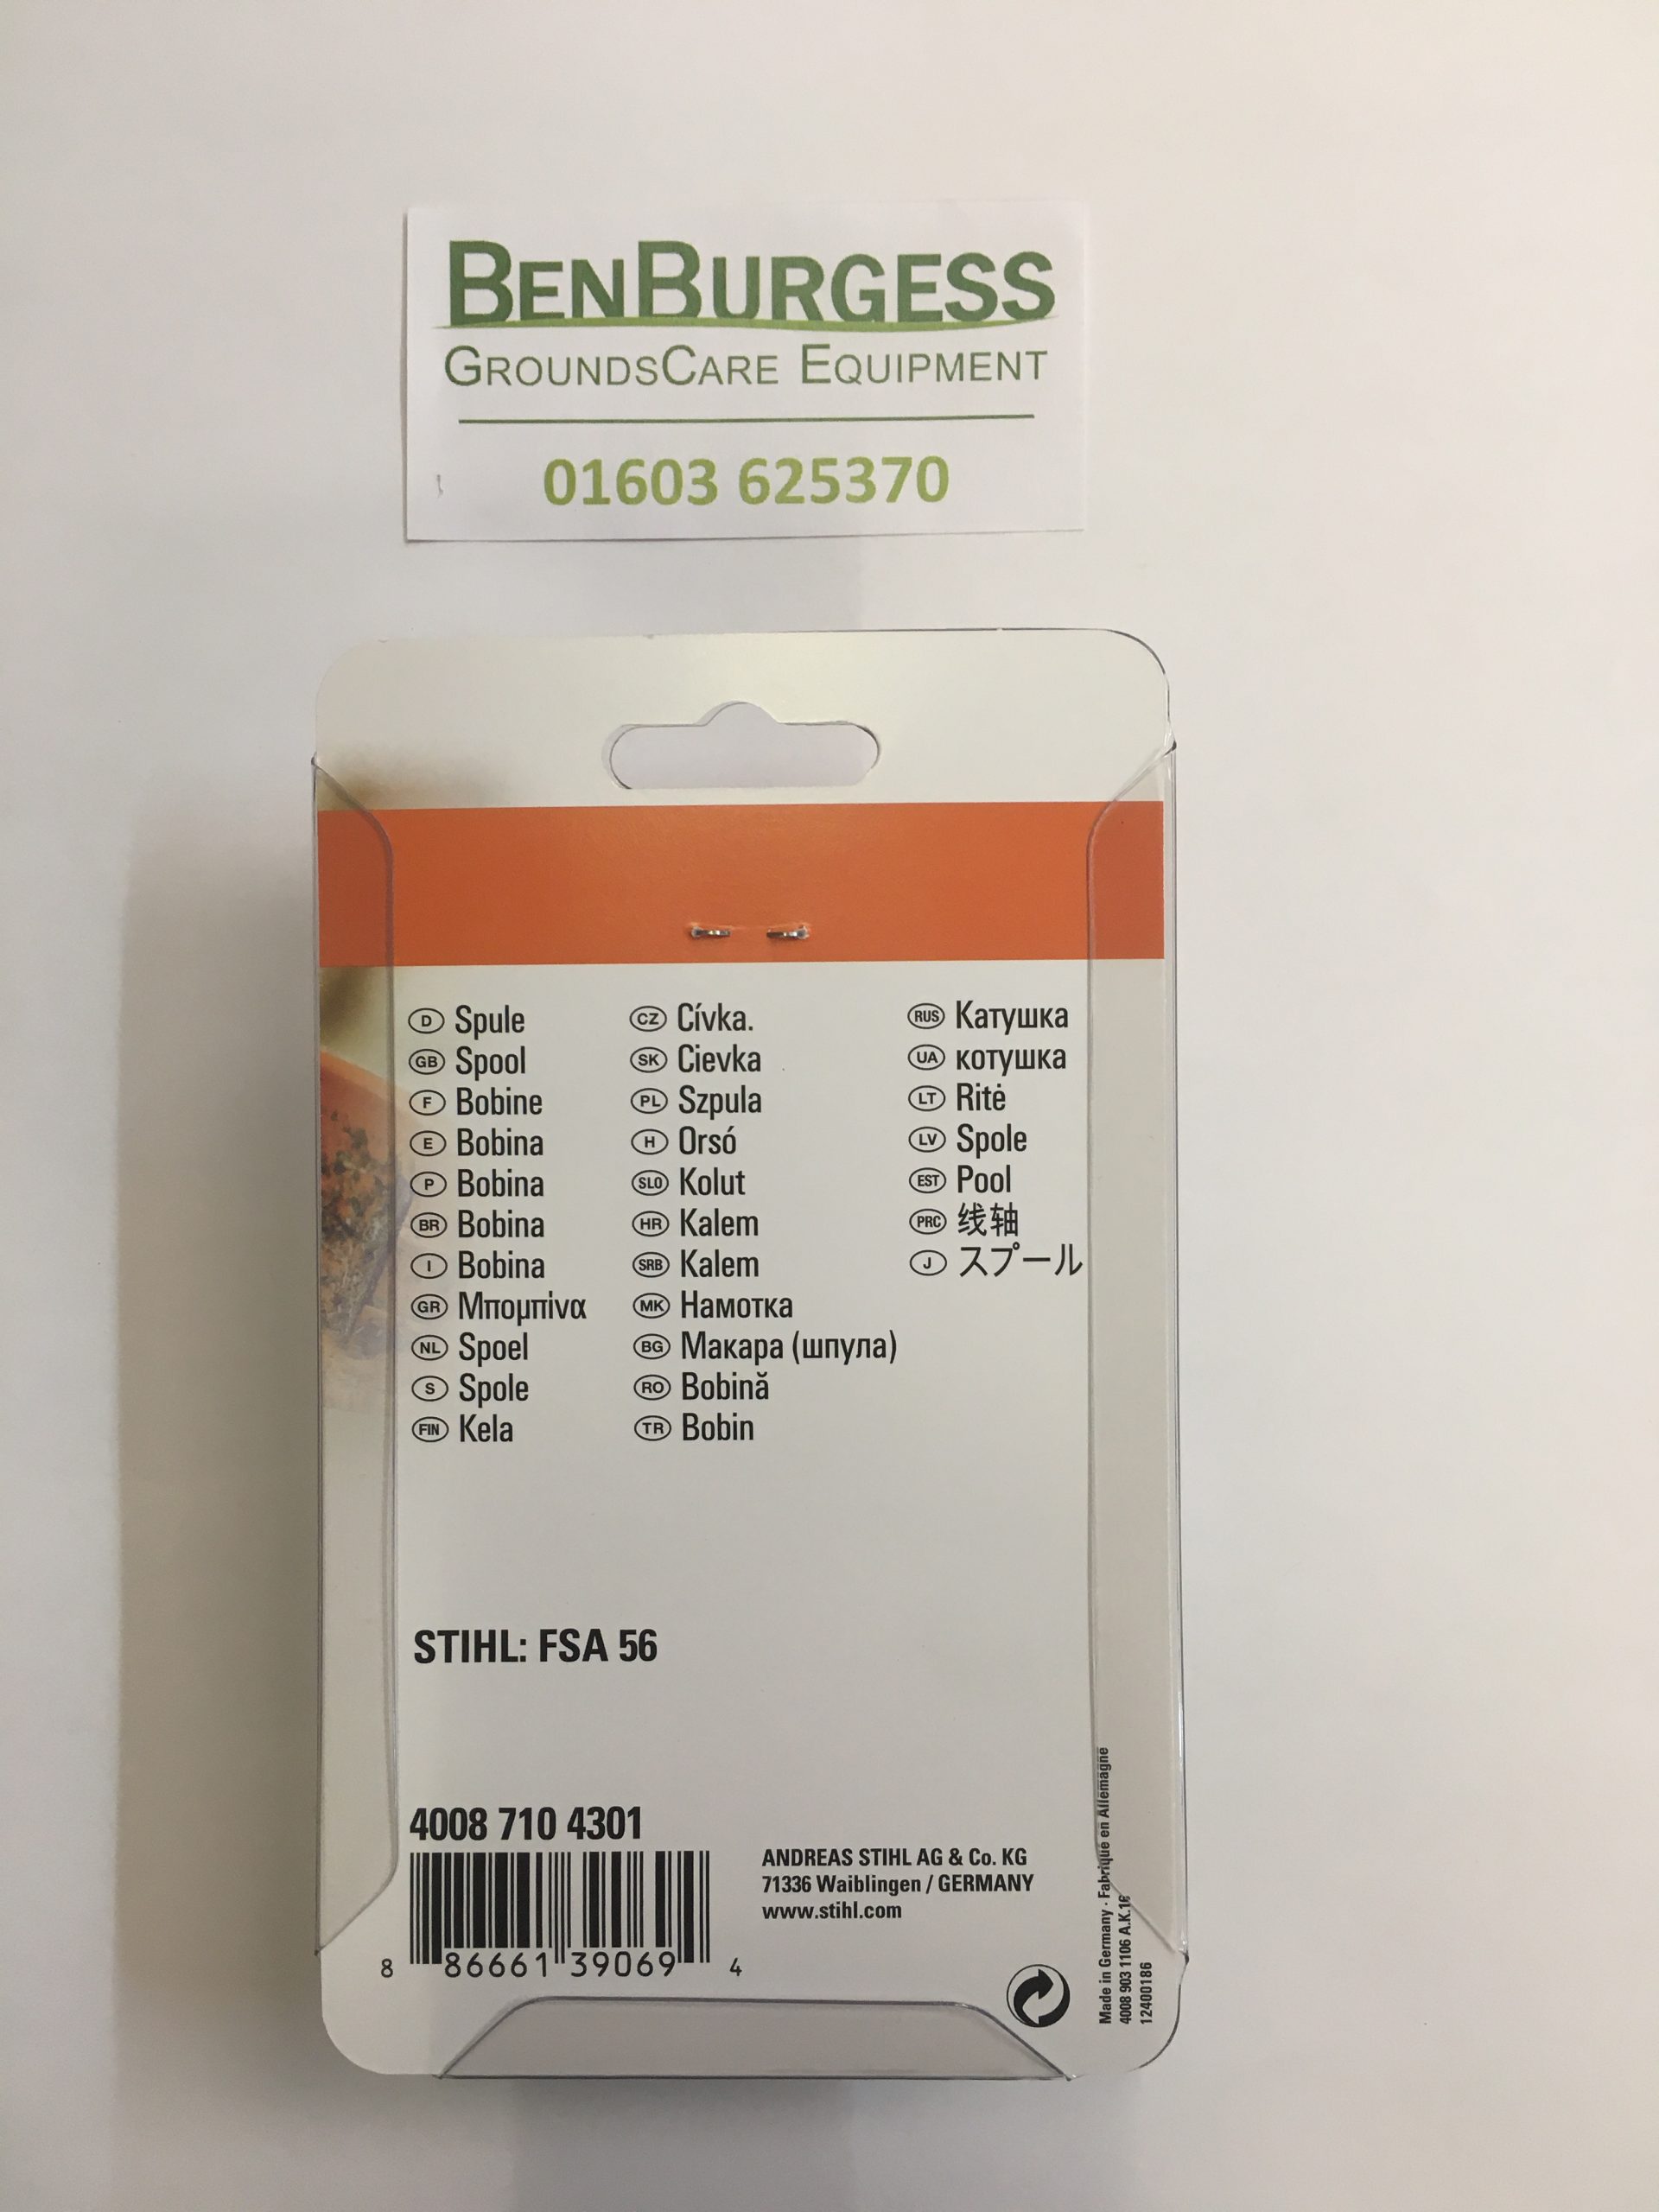 BENBURGESS
GROUNDSCARE EQUIPMENT
01603 625370
D Spule
GB Spool
F Bobine
E Bobina
P Bobina
BR Bobina
I Bobina
GR Μπομπίνα
NL Spoel
S Spole
FIN Kela
CZ Cívka.
SK Cievka
PL Szpula
H Orsó
SLO Kolut
HR Kalem
SRB Kalem
MK Намотка
BG Макара (шпула)
RO Bobină
TR Bobin
RUS Катушка
UA котушка
LT Ritė
LV Spole
EST Pool
PRC 线轴
J スプール
STIHL: FSA 56
4008 710 4301
8 86661 39069 4
ANDREAS STIHL AG & Co. KG
71336 Waiblingen / GERMANY
www.stihl.com
Made in Germany · Fabriqué en Allemagne
4008 903 1106 A.K.16
12400186